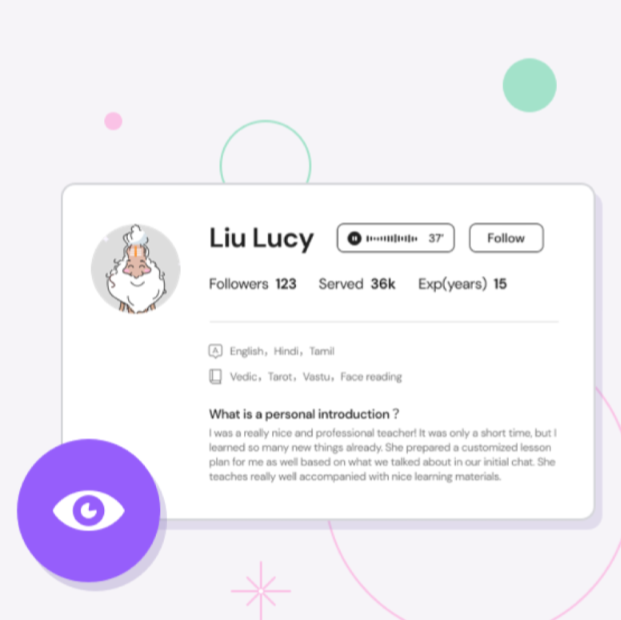 Liu Lucy 37' Follow
Followers 123 Served 36k Exp(years) 15
A English, Hindi, Tamil
Vedic, Tarot, Vastu, Face reading
What is a personal introduction ?
I was a really nice and professional teacher! It was only a short time, but I
learned so many new things already. She prepared a customized lesson
plan for me as well based on what we talked about in our initial chat. She
teaches really well accompanied with nice learning materials.